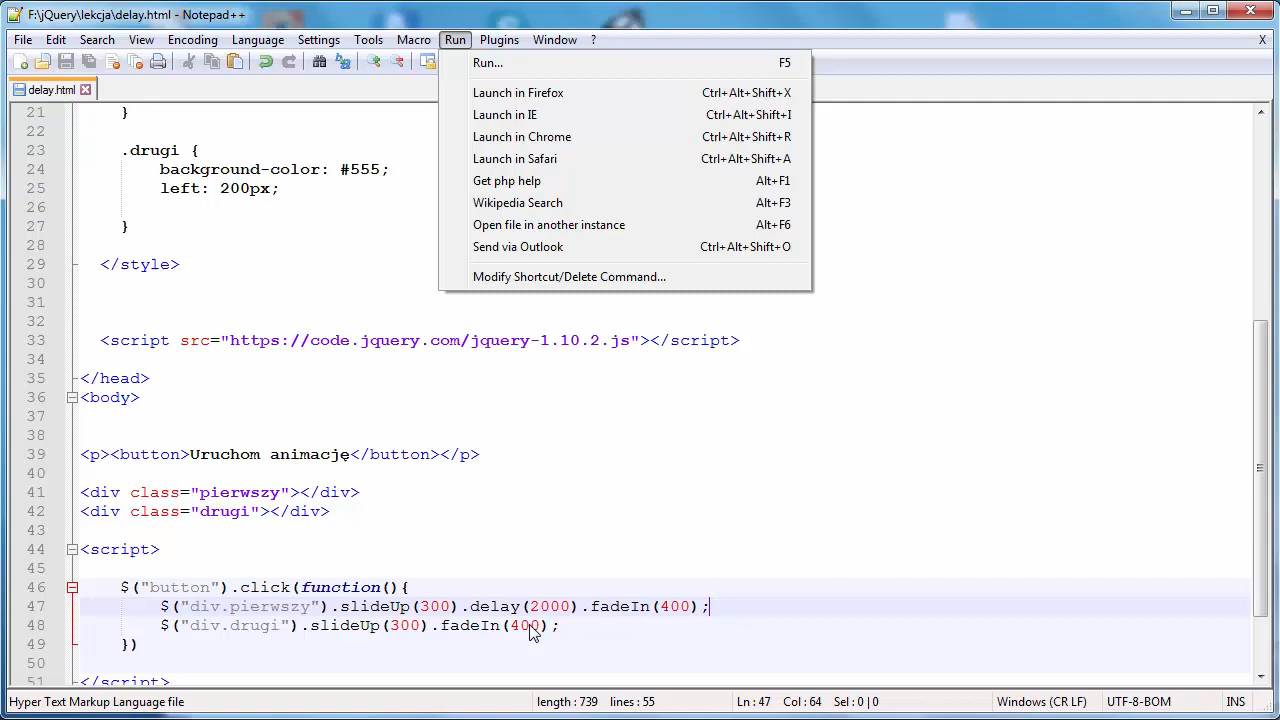 F:\jQuery\lekcja\delay.html - Notepad++
File Edit Search View Encoding Language Settings Tools Macro Run Plugins Window ? X
delay.html
Run... F5
Launch in Firefox Ctrl+Alt+Shift+X
Launch in IE Ctrl+Alt+Shift+I
Launch in Chrome Ctrl+Alt+Shift+R
Launch in Safari Ctrl+Alt+Shift+A
Get php help Alt+F1
Wikipedia Search Alt+F3
Open file in another instance Alt+F6
Send via Outlook Ctrl+Alt+Shift+O
Modify Shortcut/Delete Command...
21 }
22
23 .drugi {
24 background-color: #555;
25 left: 200px;
26
27 }
28
29 </style>
30
31
32
33 <script src="https://code.jquery.com/jquery-1.10.2.js"></script>
34
35 </head>
36 <body>
37
38
39 <p><button>Uruchom animację</button></p>
40
41 <div class="pierwszy"></div>
42 <div class="drugi"></div>
43
44 <script>
45
46 $("button").click(function(){
47 $("div.pierwszy").slideUp(300).delay(2000).fadeIn(400);
48 $("div.drugi").slideUp(300).fadeIn(400);
49 })
50
51 </script>
Hyper Text Markup Language file length : 739 lines : 55 Ln : 47 Col : 64 Sel : 0 | 0 Windows (CR LF) UTF-8-BOM INS